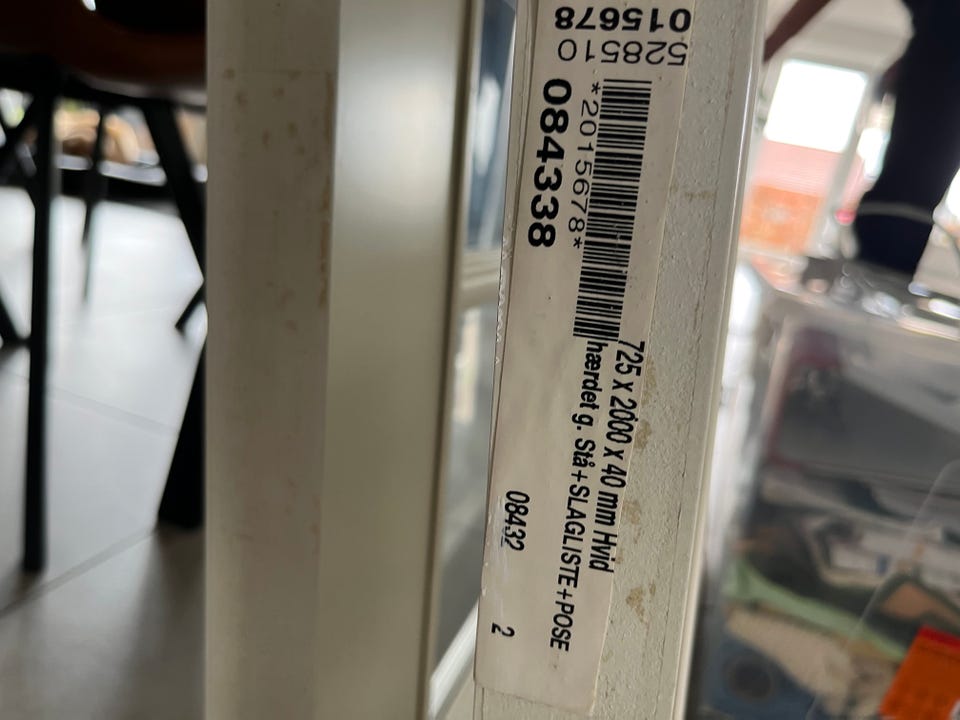 015678
528510
*2015678*
084338
725 x 2000 x 40 mm Hvid
hærdet g. Stå+SLAGLISTE+POSE
08432 2